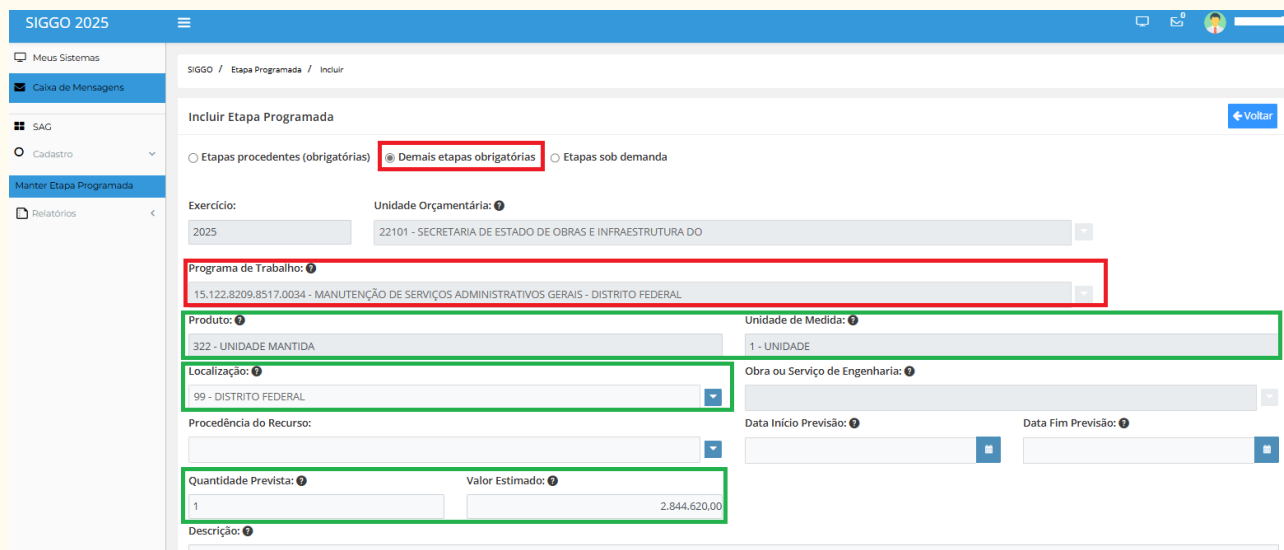 SIGGO 2025
0
Meus Sistemas
Caixa de Mensagens
SAG
Cadastro
Manter Etapa Programada
Relatórios
SIGGO / Etapa Programada / Incluir
Incluir Etapa Programada
Voltar
Etapas procedentes (obrigatórias) Demais etapas obrigatórias Etapas sob demanda
Exercício: Unidade Orçamentária: ?
2025 22101 - SECRETARIA DE ESTADO DE OBRAS E INFRAESTRUTURA DO
Programa de Trabalho: ?
15.122.8209.8517.0034 - MANUTENÇÃO DE SERVIÇOS ADMINISTRATIVOS GERAIS - DISTRITO FEDERAL
Produto: ? Unidade de Medida: ?
322 - UNIDADE MANTIDA 1 - UNIDADE
Localização: ? Obra ou Serviço de Engenharia: ?
99 - DISTRITO FEDERAL
Procedência do Recurso: Data Início Previsão: ? Data Fim Previsão: ?
Quantidade Prevista: ? Valor Estimado: ?
1 2.844.620,00
Descrição: ?